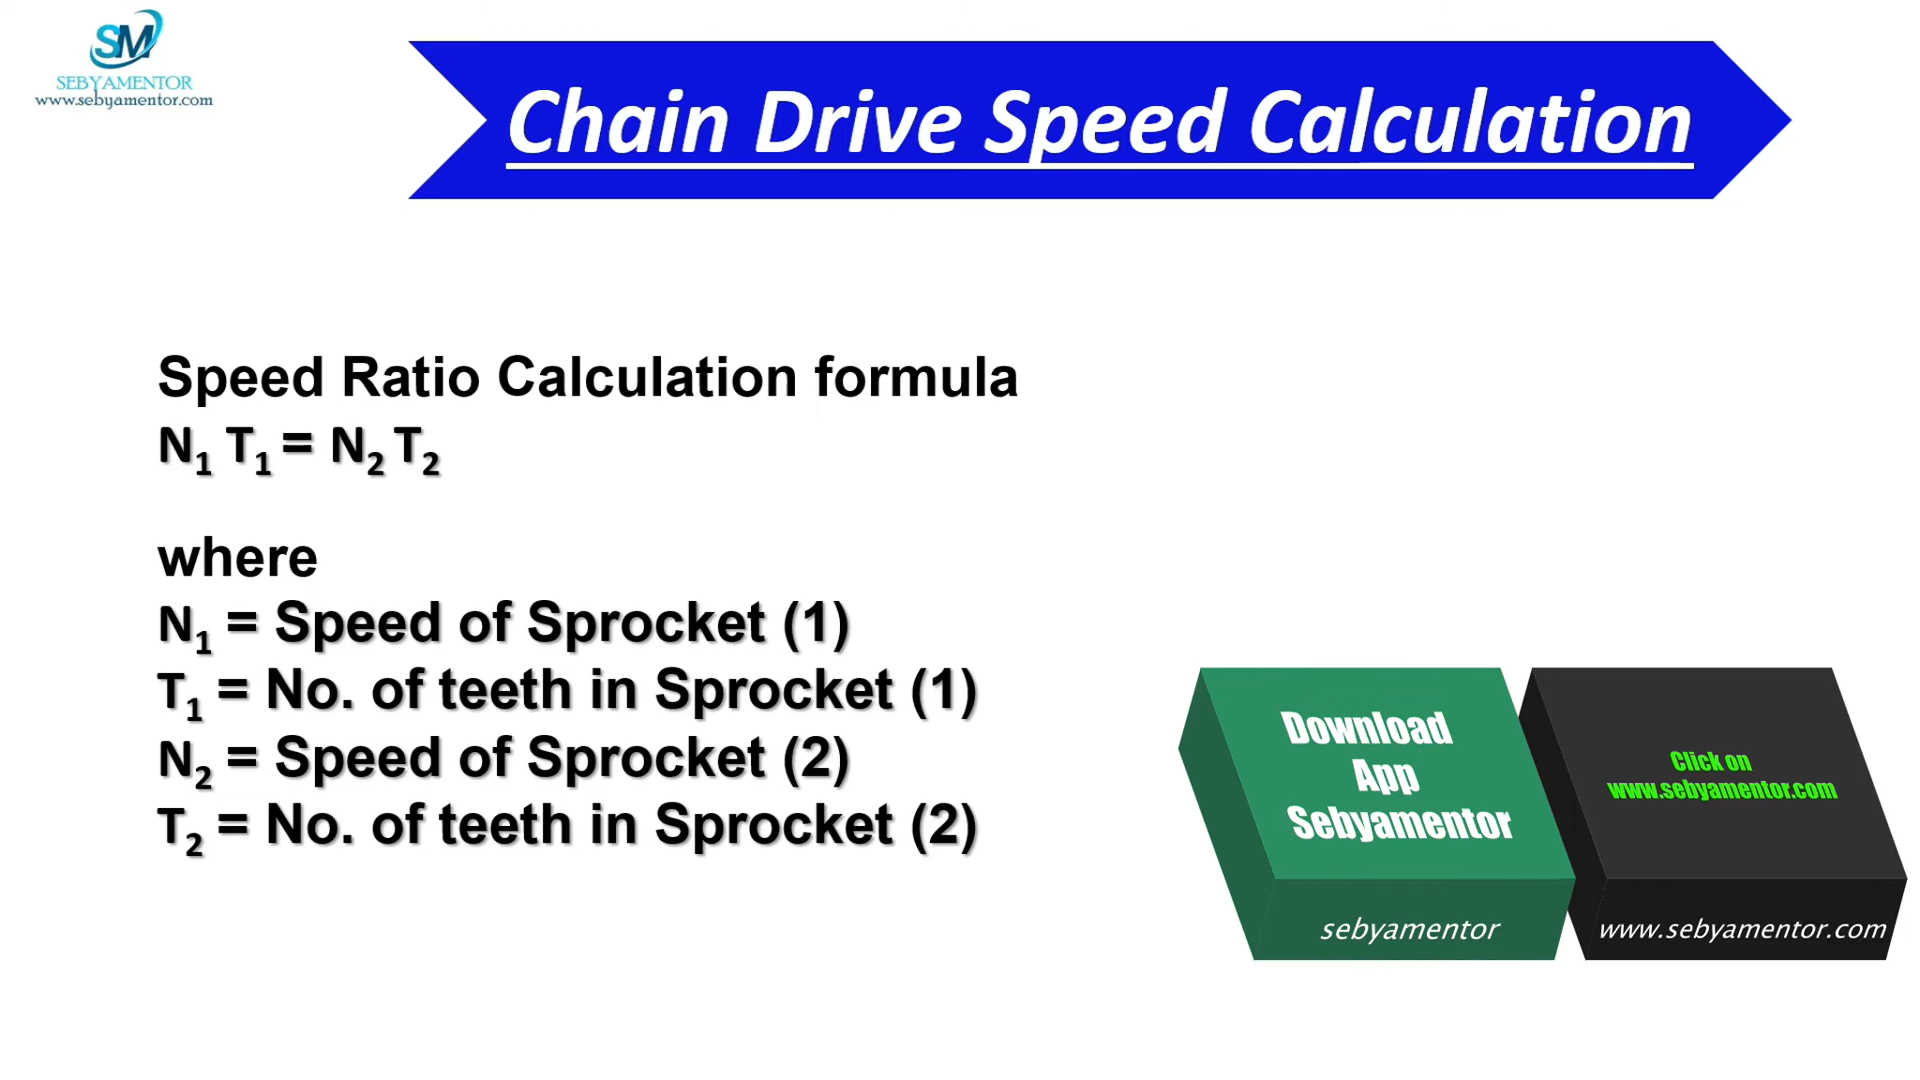 SM
SEBYAMENTOR
www.sebyamentor.com
Chain Drive Speed Calculation
Speed Ratio Calculation formula
N₁ T₁ = N₂ T₂
where
N₁ = Speed of Sprocket (1)
T₁ = No. of teeth in Sprocket (1)
N₂ = Speed of Sprocket (2)
T₂ = No. of teeth in Sprocket (2)
Download
App
Sebyamentor
sebyamentor
Click on
www.sebyamentor.com
www.sebyamentor.com